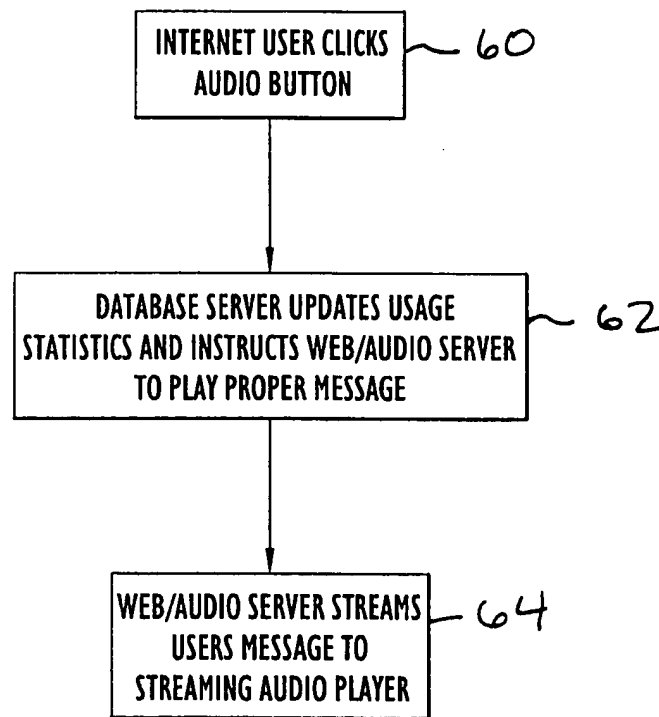 INTERNET USER CLICKS
AUDIO BUTTON
60
DATABASE SERVER UPDATES USAGE
STATISTICS AND INSTRUCTS WEB/AUDIO SERVER
TO PLAY PROPER MESSAGE
62
WEB/AUDIO SERVER STREAMS
USERS MESSAGE TO
STREAMING AUDIO PLAYER
64